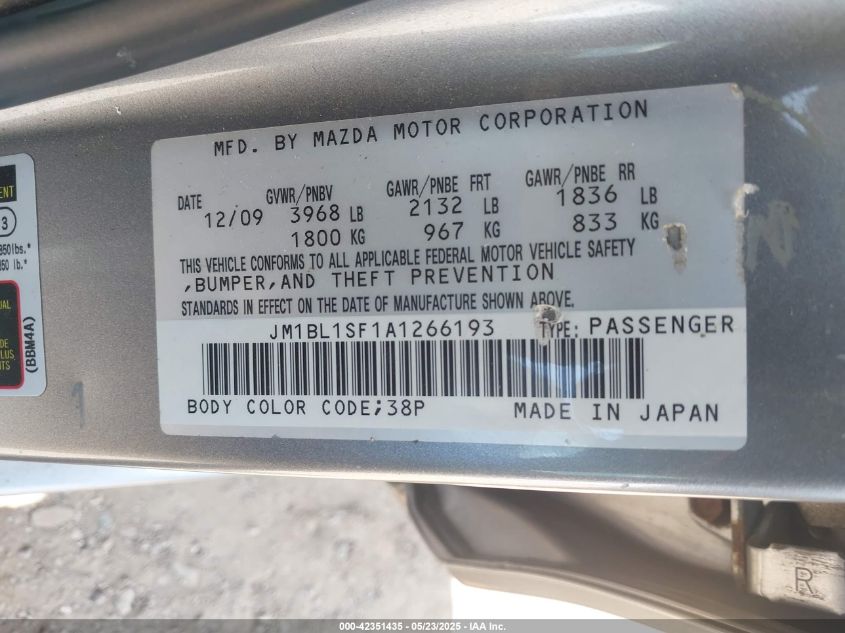 MFD. BY MAZDA MOTOR CORPORATION
DATE GVWR/PNBV GAWR/PNBE FRT GAWR/PNBE RR
12/09 3968 LB 2132 LB 1836 LB
1800 KG 967 KG 833 KG
THIS VEHICLE CONFORMS TO ALL APPLICABLE FEDERAL MOTOR VEHICLE SAFETY
,BUMPER,AND THEFT PREVENTION
STANDARDS IN EFFECT ON THE DATE OF MANUFACTURE SHOWN ABOVE.
JM1BL1SF1A1266193 TYPE: PASSENGER
BODY COLOR CODE;38P MADE IN JAPAN
3
850lbs.*
(BBM4A)
R
000-42351435 - 05/23/2025 - IAA Inc.